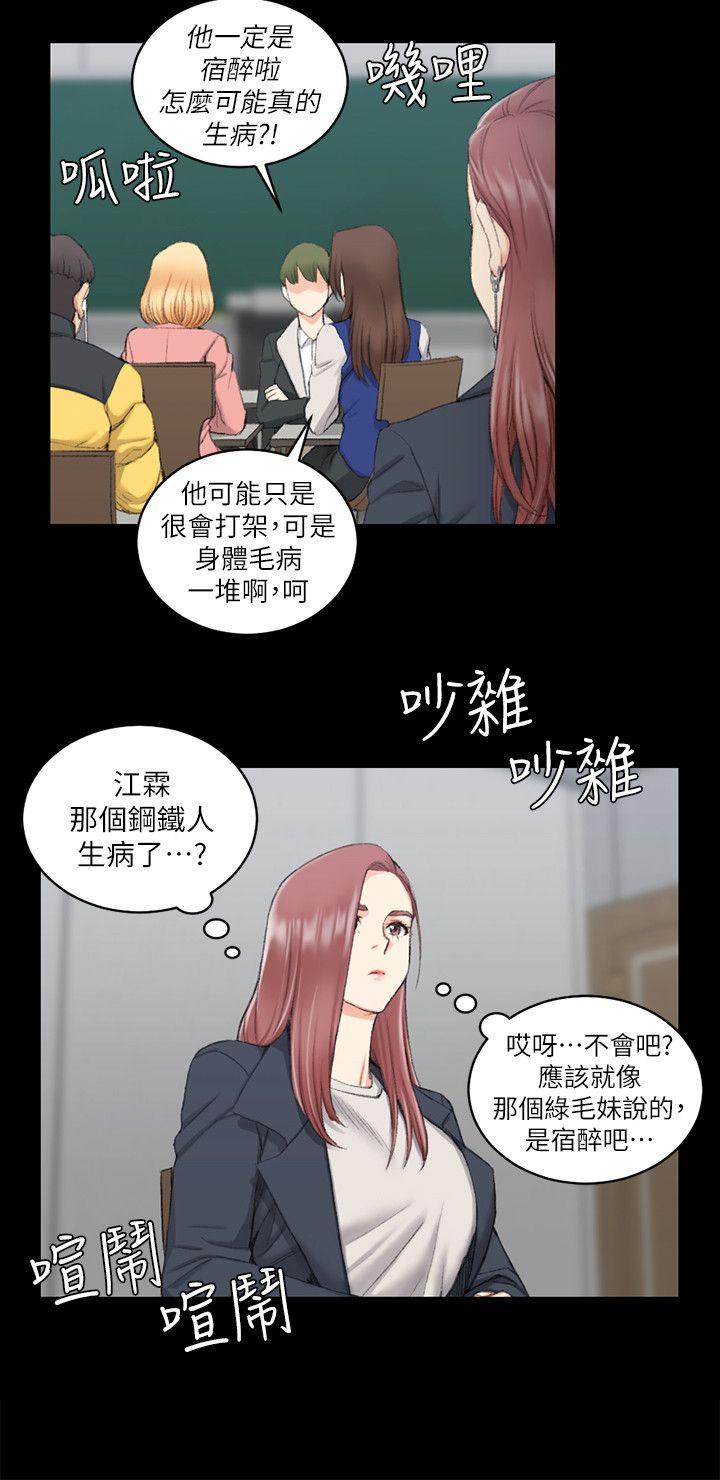 他一定是
宿醉啦
怎麼可能真的
生病?!
嘰哩
呱啦
他可能只是
很會打架，可是
身體毛病
一堆啊，呵
吵雜
吵雜
江霖
那個鋼鐵人
生病了…?
哎呀…不會吧?
應該就像
那個綠毛妹說的，
是宿醉吧…
喧鬧
喧鬧